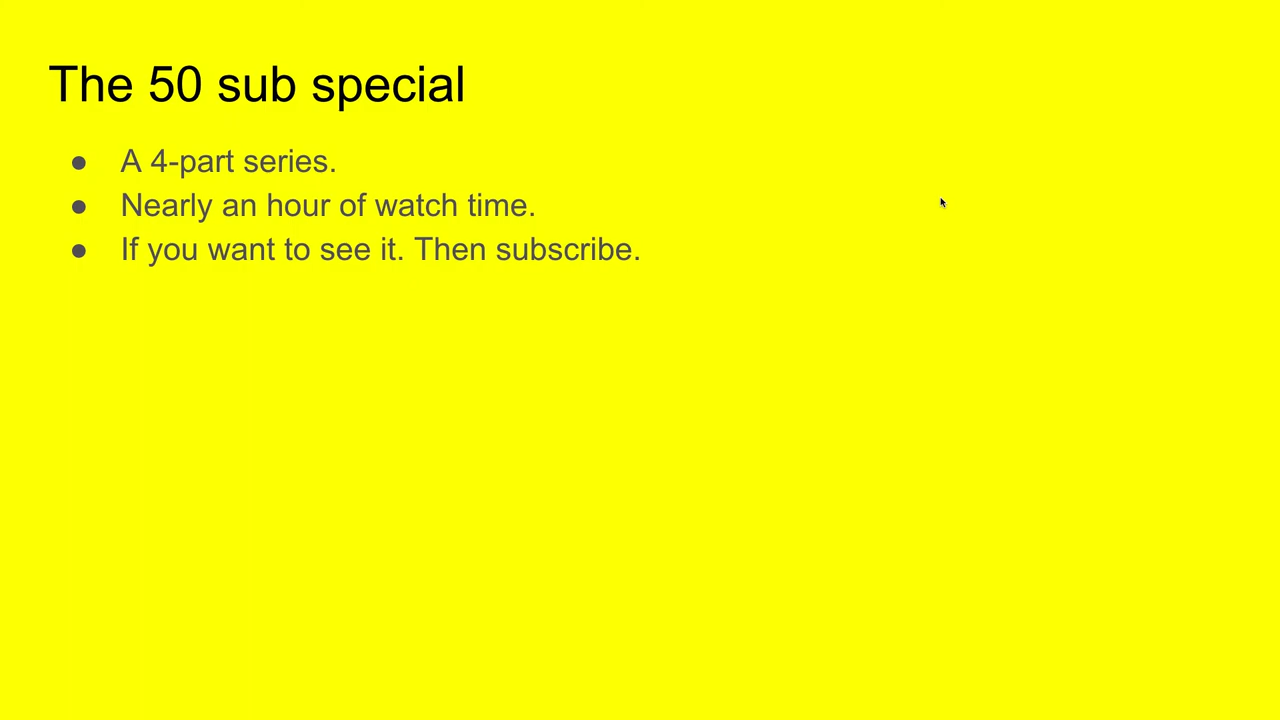 The 50 sub special
● A 4-part series.
● Nearly an hour of watch time.
● If you want to see it. Then subscribe.